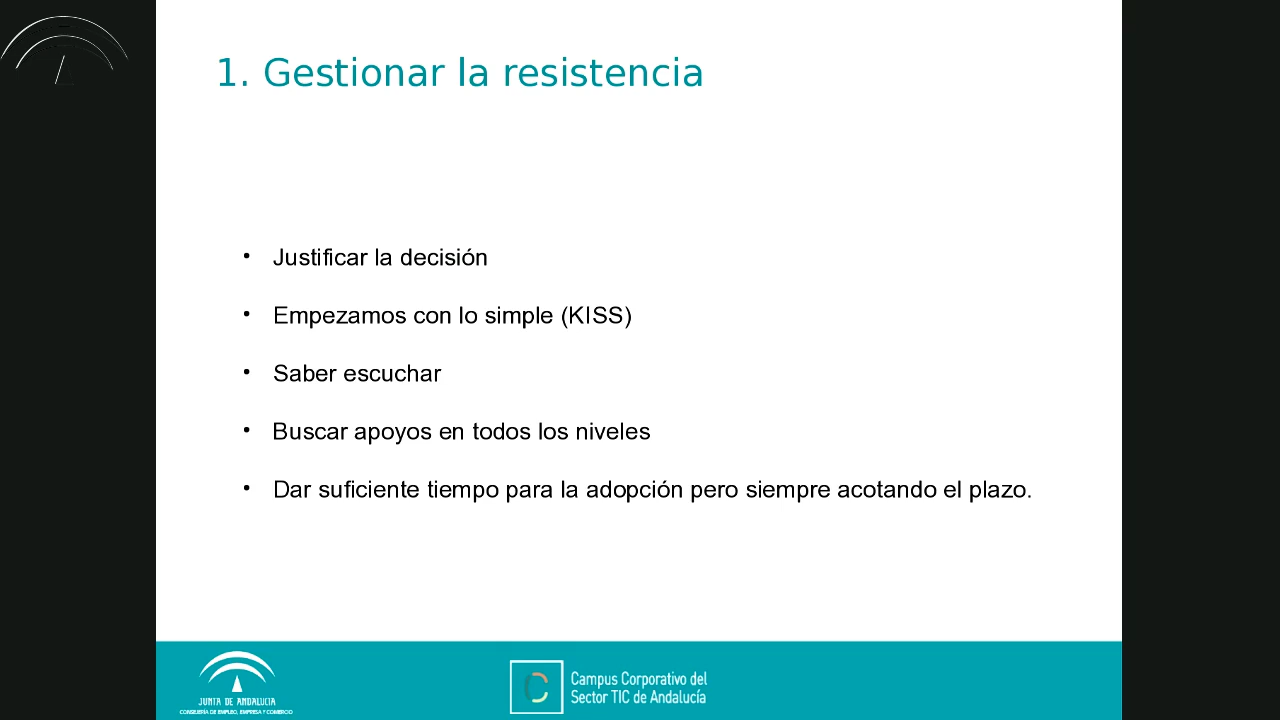 1. Gestionar la resistencia
• Justificar la decisión
• Empezamos con lo simple (KISS)
• Saber escuchar
• Buscar apoyos en todos los niveles
• Dar suficiente tiempo para la adopción pero siempre acotando el plazo.
JUNTA DE ANDALUCIA
CONSEJERÍA DE EMPLEO, EMPRESA Y COMERCIO
Campus Corporativo del
Sector TIC de Andalucía